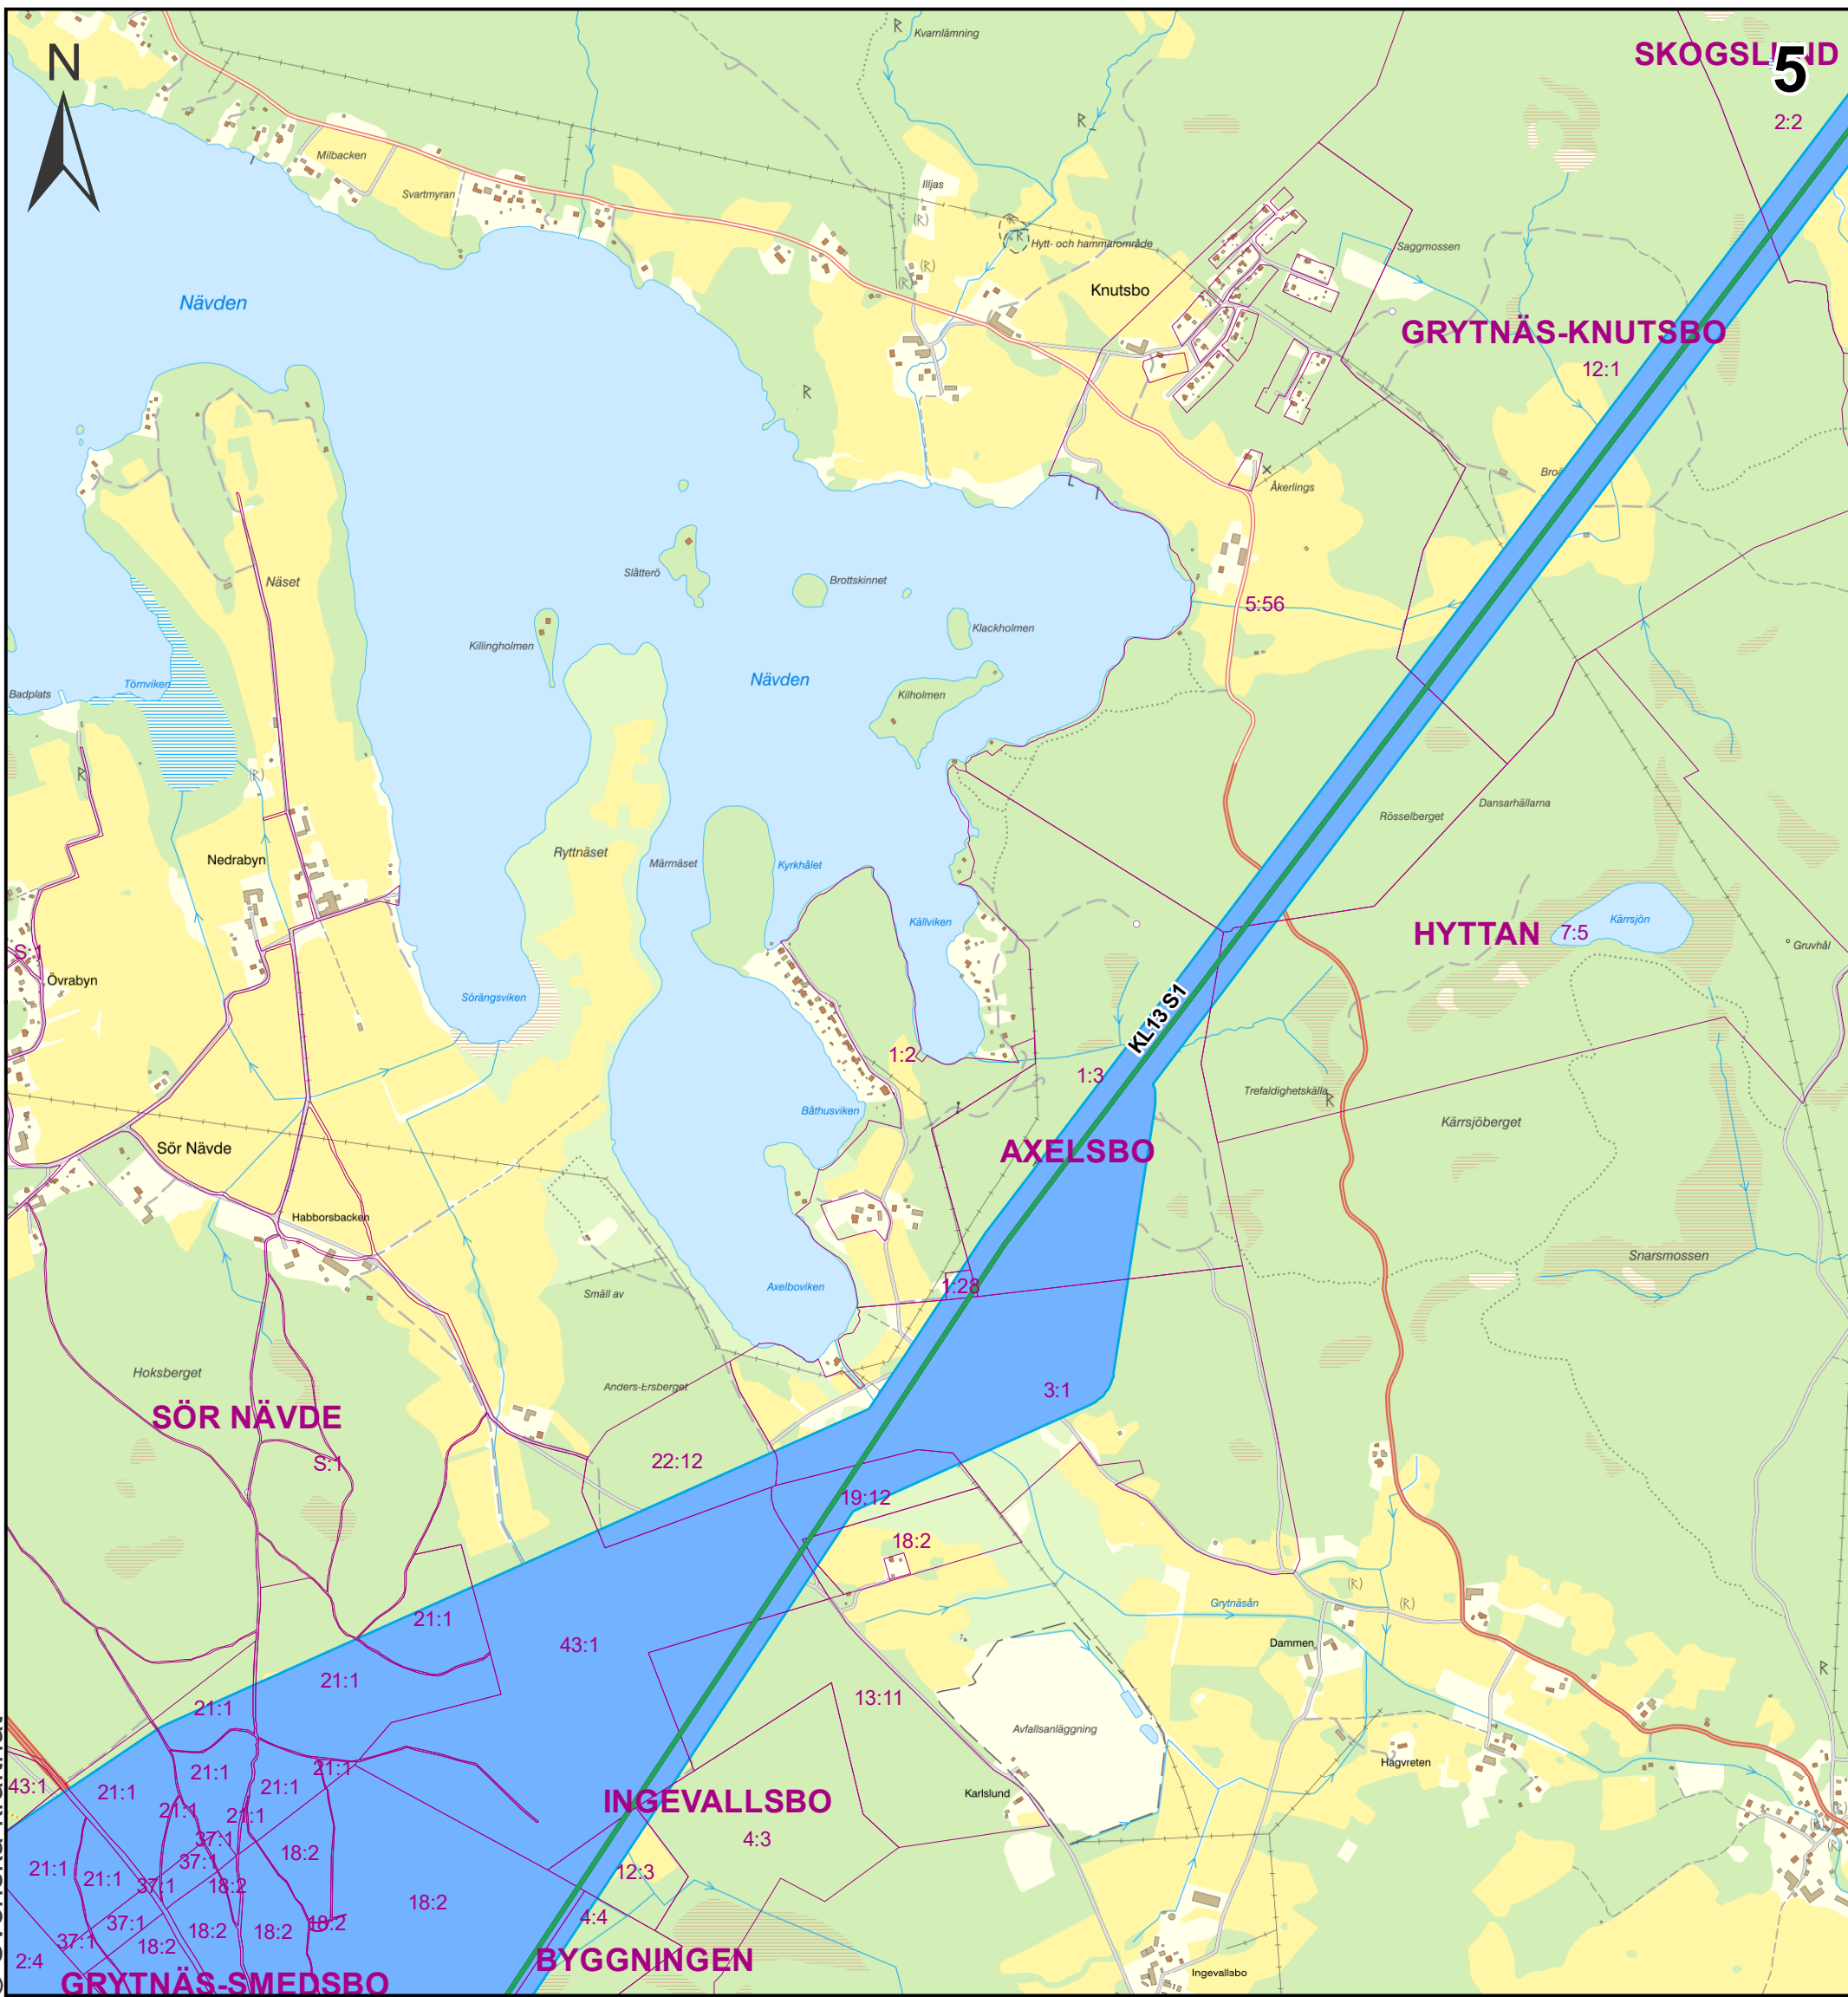 N
Kvarnlämning
R
SKOGSLUND
5
2:2
R
Milbacken
Svartmyran
Illjas
(R)
R
R
Hytt- och hammarområde
Saggmossen
(R)
(R)
Knutsbo
Nävden
GRYTNÄS-KNUTSBO
12:1
R
Åkerlings
Slåtterö
Brottskinnet
Näset
5:56
Killingholmen
Klackholmen
Nävden
Törnviken
Badplats
Kilholmen
R
(R)
Dansarhällarna
Rösselberget
Nedrabyn
Ryttnäset
Märrnäset
Kyrkhålet
Källviken
Kärrsjön
HYTTAN
7:5
Gruvhål
S:1
Övrabyn
Sörängsviken
KL13 S1
1:2
1:3
Trefaldighetskälla
R
Båthusviken
Kärrsjöberget
Sör Nävde
AXELSBO
Habborsbacken
Snarsmossen
Axelboviken
1:28
Smäll av
Hoksberget
Anders-Ersberget
3:1
SÖR NÄVDE
S:1
22:12
19:12
18:2
(R)
(R)
Grytnäsån
21:1
43:1
Dammen
21:1
R
13:11
21:1
Avfallsanläggning
Hagvreten
21:1
21:1
43:1
21:1
21:1
Karlslund
INGEVALLSBO
21:1
21:1
4:3
(R)
(R)
(R)
37:1
18:2
37:1
21:1
21:1
12:3
37:1
18:2
18:2
4:4
37:1
18:2
18:2
18:2
37:1
18:2
BYGGNINGEN
2:4
Ingevallsbo
GRYTNÄS-SMEDSBO